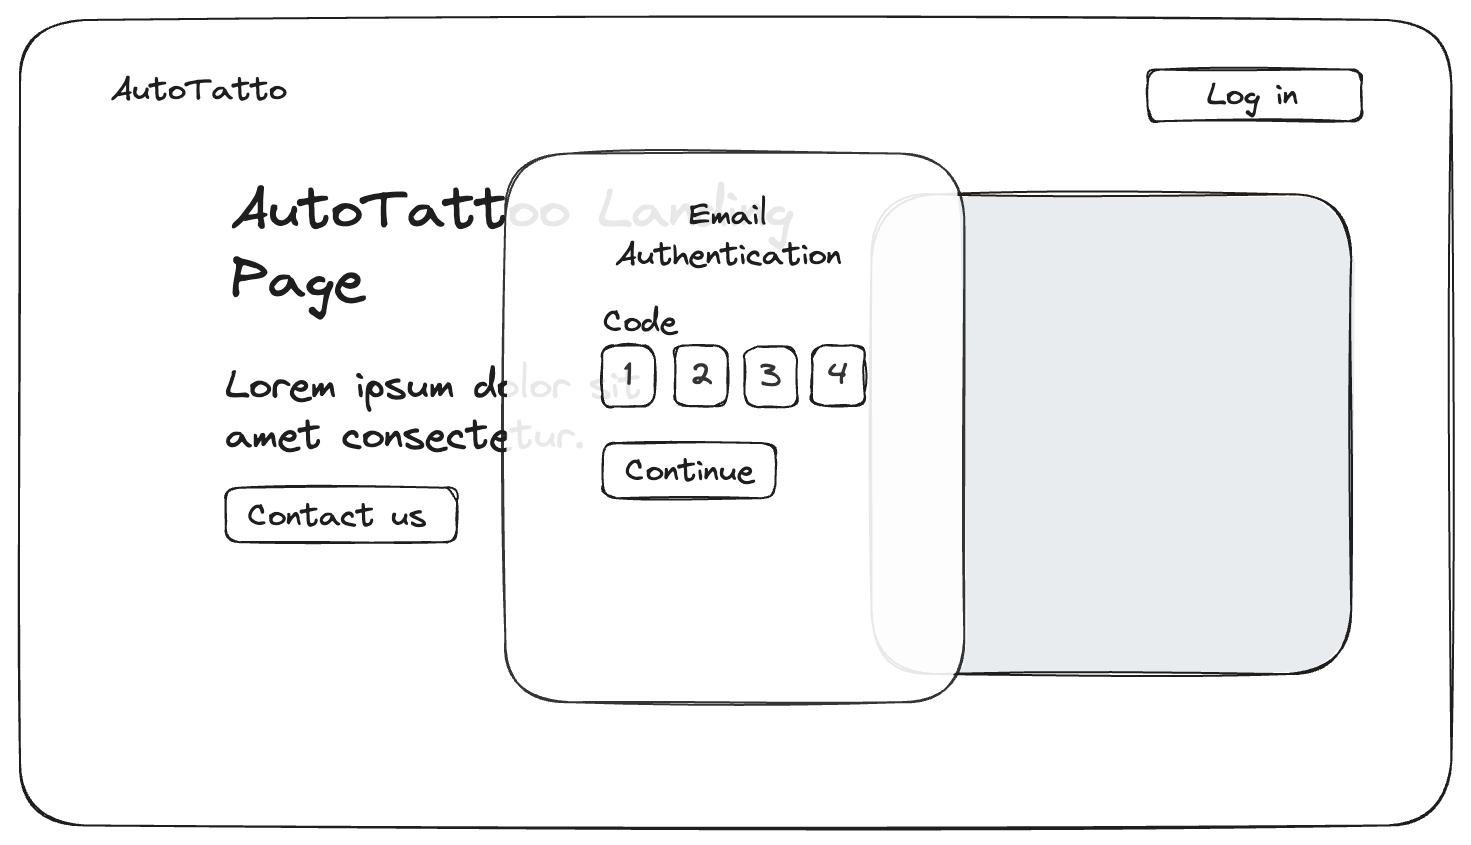 AutoTatto
Log in
AutoTattoo Landing
Page
Email
Authentication
Code
1 2 3 4
Lorem ipsum dolor sit
amet consectetur.
Continue
Contact us